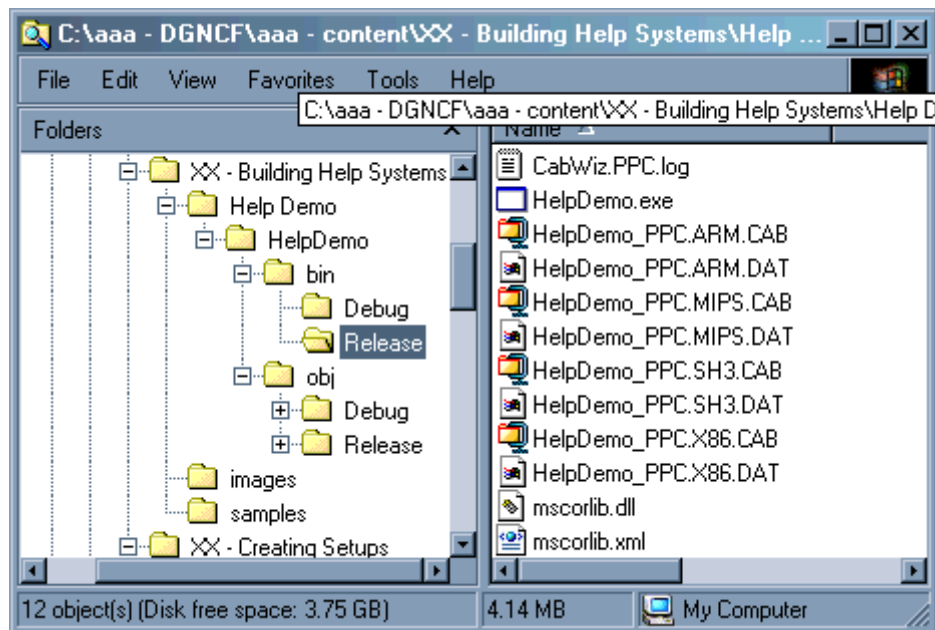 C:\aaa - DGNCF\aaa - content\XX - Building Help Systems\Help ...
File Edit View Favorites Tools Help
C:\aaa - DGNCF\aaa - content\XX - Building Help Systems\Help D
Folders
Name
XX - Building Help Systems
Help Demo
HelpDemo
bin
Debug
Release
obj
Debug
Release
images
samples
XX - Creating Setups
CabWiz.PPC.log
HelpDemo.exe
HelpDemo_PPC.ARM.CAB
HelpDemo_PPC.ARM.DAT
HelpDemo_PPC.MIPS.CAB
HelpDemo_PPC.MIPS.DAT
HelpDemo_PPC.SH3.CAB
HelpDemo_PPC.SH3.DAT
HelpDemo_PPC.X86.CAB
HelpDemo_PPC.X86.DAT
mscorlib.dll
mscorlib.xml
12 object(s) (Disk free space: 3.75 GB) 4.14 MB My Computer